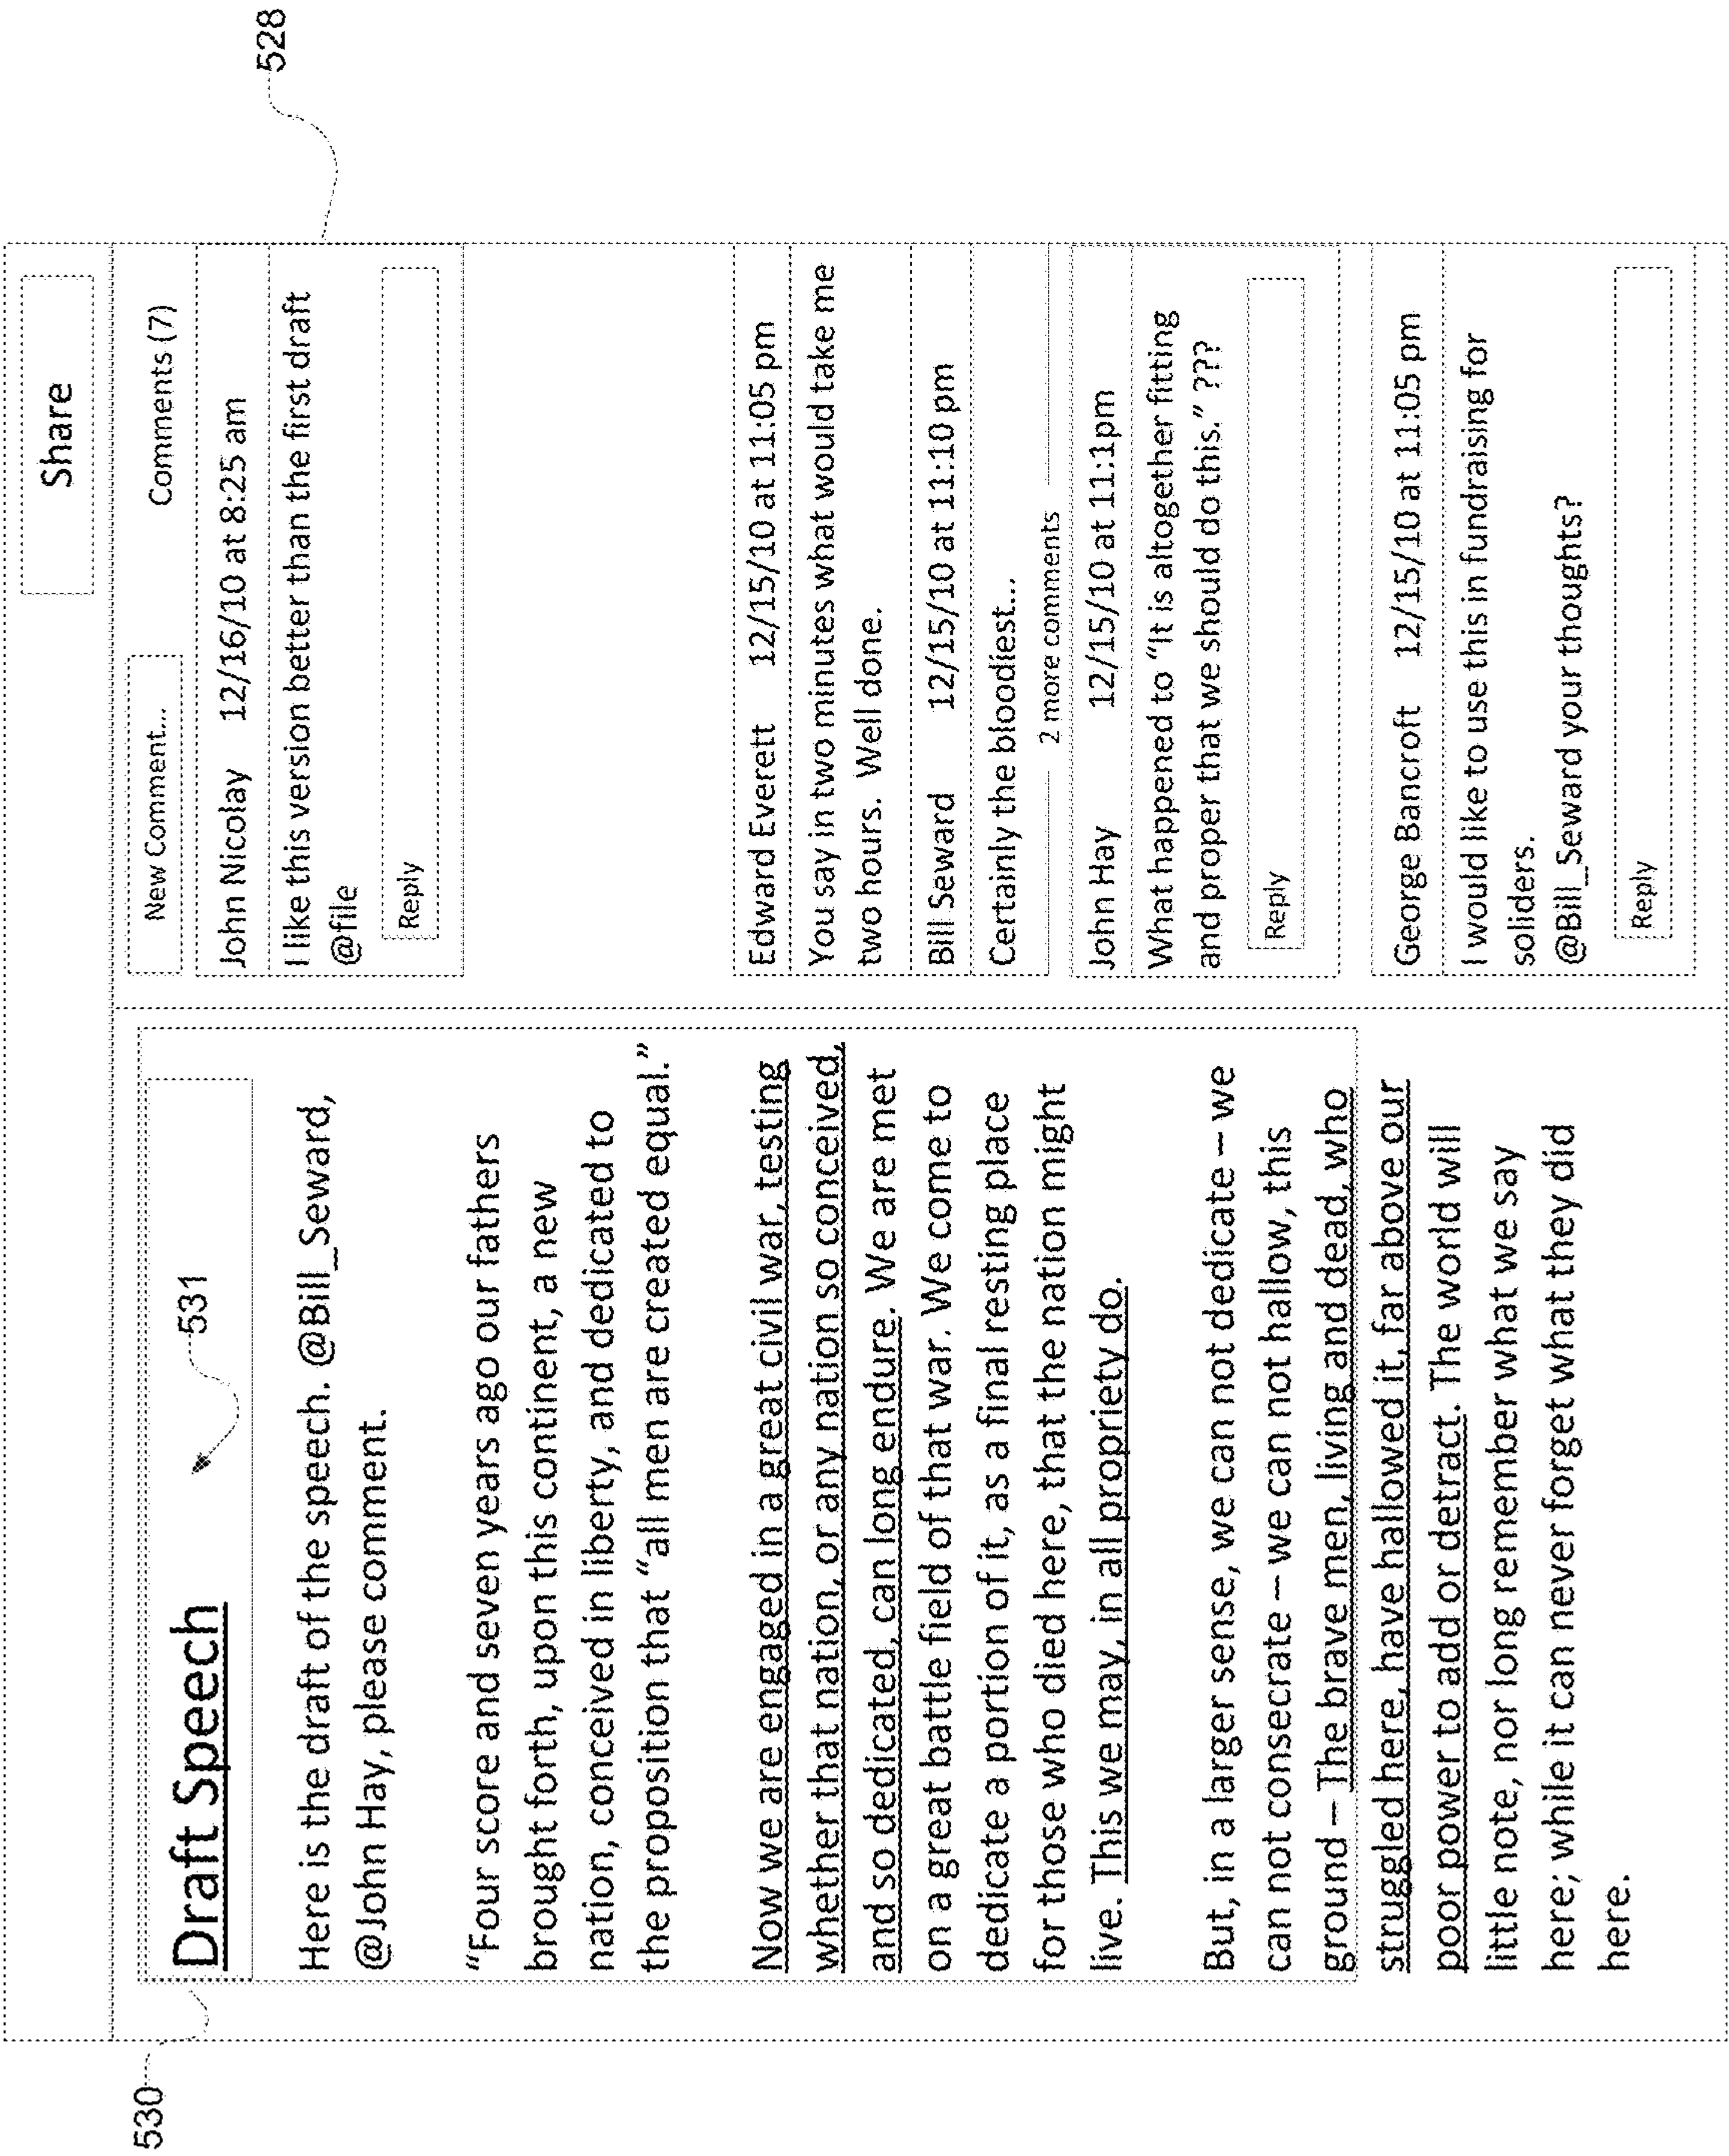 Share
530
531
528
Draft Speech
Here is the draft of the speech. @Bill_Seward,
@John Hay, please comment.
“Four score and seven years ago our fathers
brought forth, upon this continent, a new
nation, conceived in liberty, and dedicated to
the proposition that “all men are created equal.”
Now we are engaged in a great civil war, testing
whether that nation, or any nation so conceived,
and so dedicated, can long endure. We are met
on a great battle field of that war. We come to
dedicate a portion of it, as a final resting place
for those who died here, that the nation might
live. This we may, in all propriety do.
But, in a larger sense, we can not dedicate – we
can not consecrate – we can not hallow, this
ground – The brave men, living and dead, who
struggled here, have hallowed it, far above our
poor power to add or detract. The world will
little note, nor long remember what we say
here; while it can never forget what they did
here.
New Comment... Comments (7)
John Nicolay 12/16/10 at 8:25 am
I like this version better than the first draft
@file
Reply
Edward Everett 12/15/10 at 11:05 pm
You say in two minutes what would take me
two hours. Well done.
Bill Seward 12/15/10 at 11:10 pm
Certainly the bloodiest...
2 more comments
John Hay 12/15/10 at 11:1pm
What happened to “It is altogether fitting
and proper that we should do this.” ???
Reply
George Bancroft 12/15/10 at 11:05 pm
I would like to use this in fundraising for
soliders.
@Bill_Seward your thoughts?
Reply